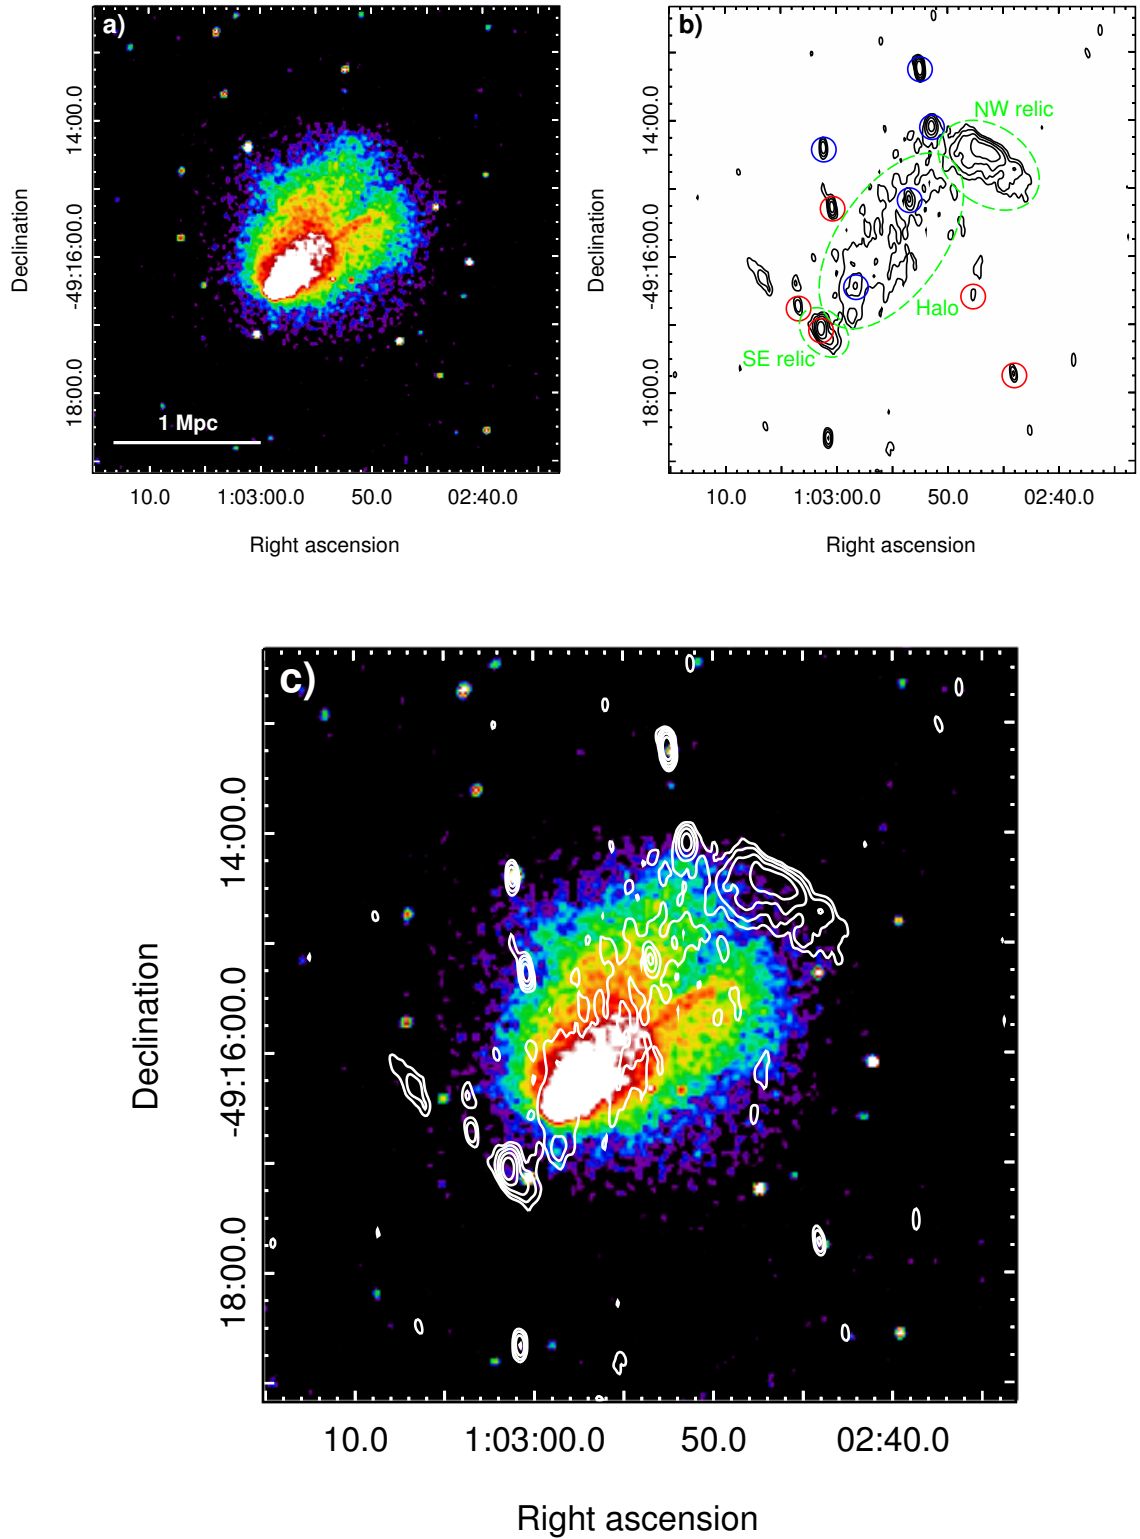 a)
Declination
14:00.0
-49:16:00.0
18:00.0
1 Mpc
10.0 1:03:00.0 50.0 02:40.0
Right ascension
b)
Declination
14:00.0
-49:16:00.0
18:00.0
NW relic
Halo
SE relic
10.0 1:03:00.0 50.0 02:40.0
Right ascension
c)
Declination
14:00.0
-49:16:00.0
18:00.0
10.0 1:03:00.0 50.0 02:40.0
Right ascension